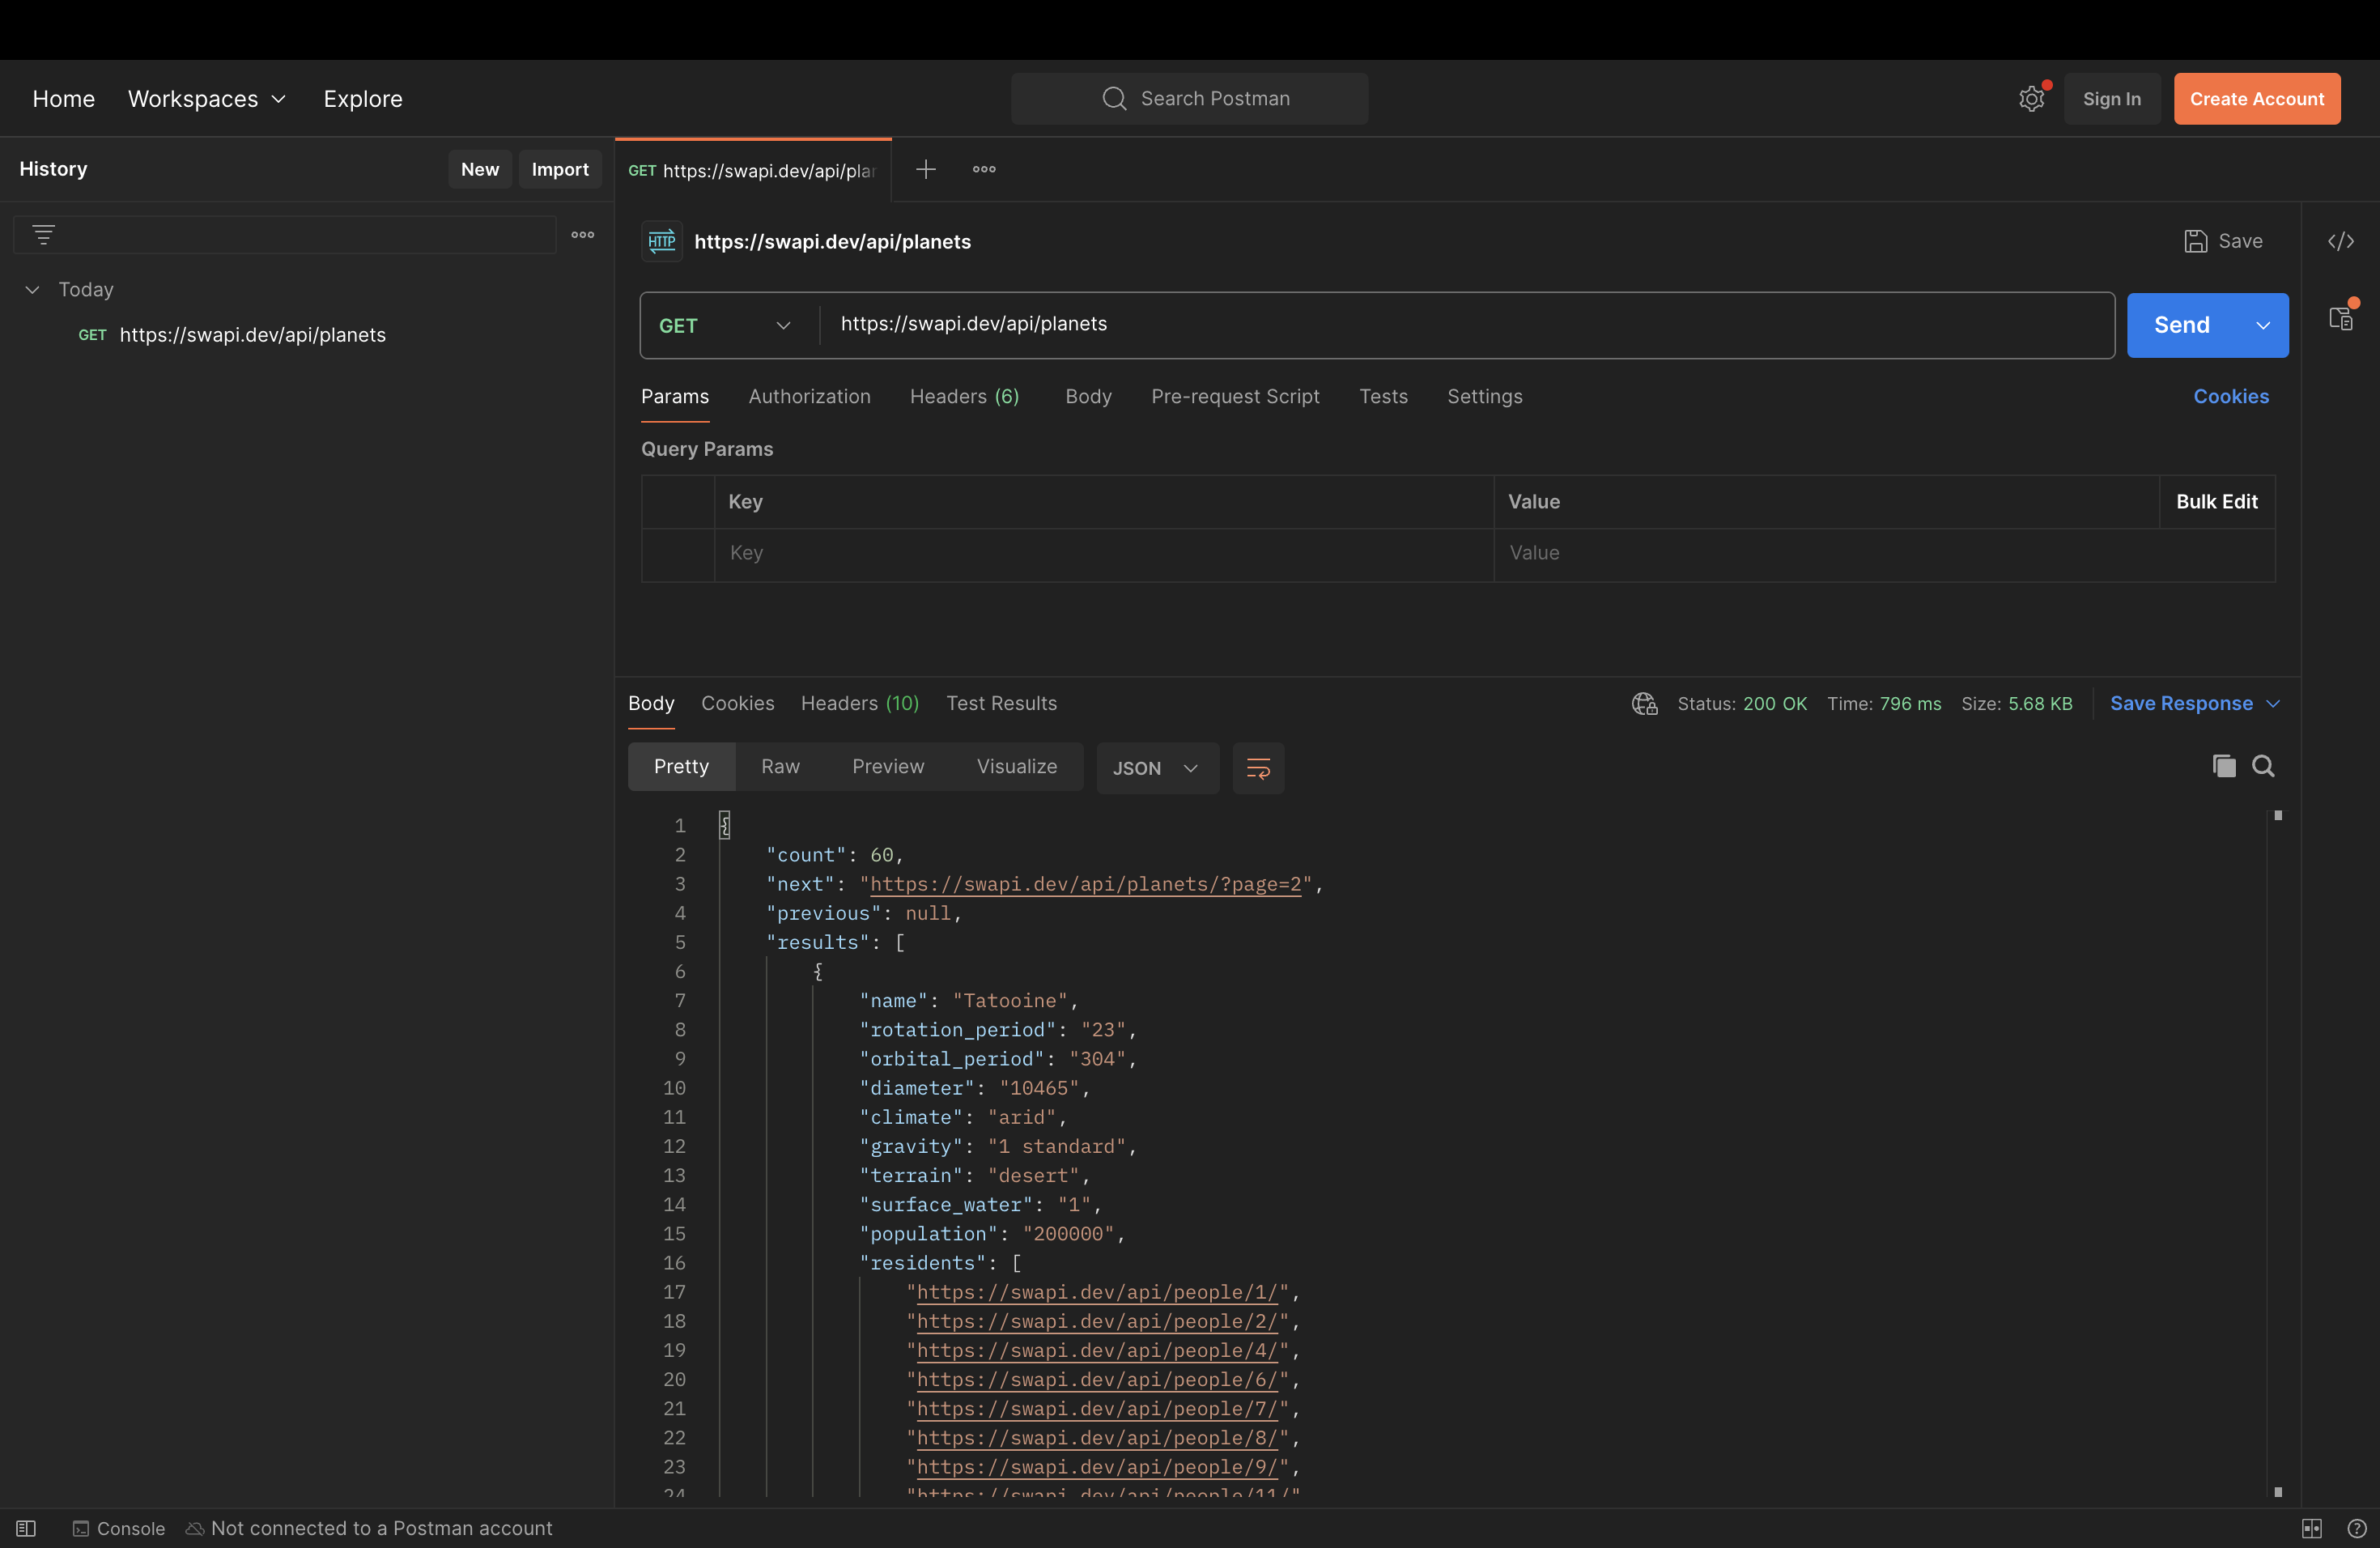 Home Workspaces Explore Search Postman Sign In Create Account
History New Import
GET https://swapi.dev/api/plan
HTTP https://swapi.dev/api/planets Save
Today
GET https://swapi.dev/api/planets
GET https://swapi.dev/api/planets Send
Params Authorization Headers (6) Body Pre-request Script Tests Settings Cookies
Query Params
Key Value Bulk Edit
Key Value
Body Cookies Headers (10) Test Results Status: 200 OK Time: 796 ms Size: 5.68 KB Save Response
Pretty Raw Preview Visualize JSON
1 {
2 "count": 60,
3 "next": "https://swapi.dev/api/planets/?page=2",
4 "previous": null,
5 "results": [
6 {
7 "name": "Tatooine",
8 "rotation_period": "23",
9 "orbital_period": "304",
10 "diameter": "10465",
11 "climate": "arid",
12 "gravity": "1 standard",
13 "terrain": "desert",
14 "surface_water": "1",
15 "population": "200000",
16 "residents": [
17 "https://swapi.dev/api/people/1/",
18 "https://swapi.dev/api/people/2/",
19 "https://swapi.dev/api/people/4/",
20 "https://swapi.dev/api/people/6/",
21 "https://swapi.dev/api/people/7/",
22 "https://swapi.dev/api/people/8/",
23 "https://swapi.dev/api/people/9/",
24 "https://swapi.dev/api/people/11/"
Console Not connected to a Postman account